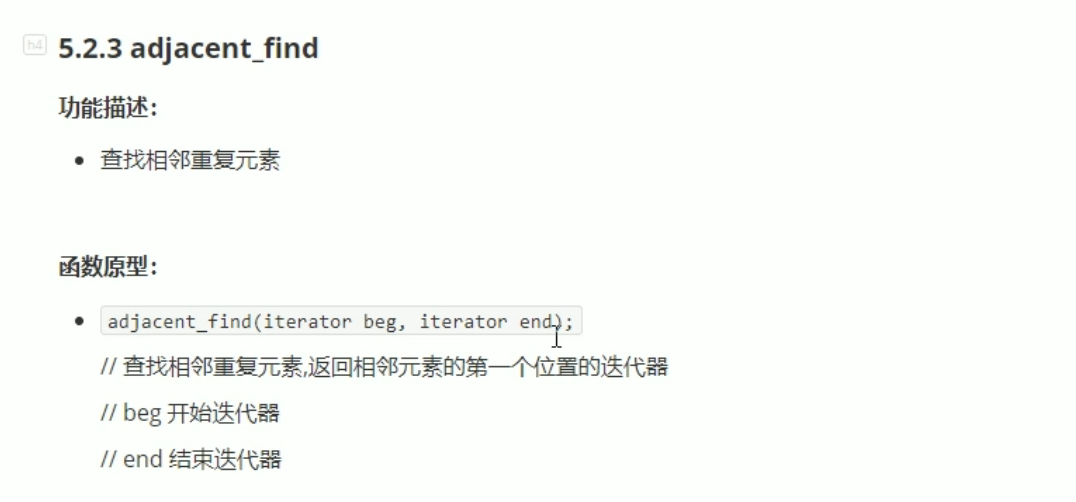 h4
5.2.3 adjacent_find
功能描述：
查找相邻重复元素
函数原型：
adjacent_find(iterator beg, iterator end);
// 查找相邻重复元素,返回相邻元素的第一个位置的迭代器
// beg 开始迭代器
// end 结束迭代器